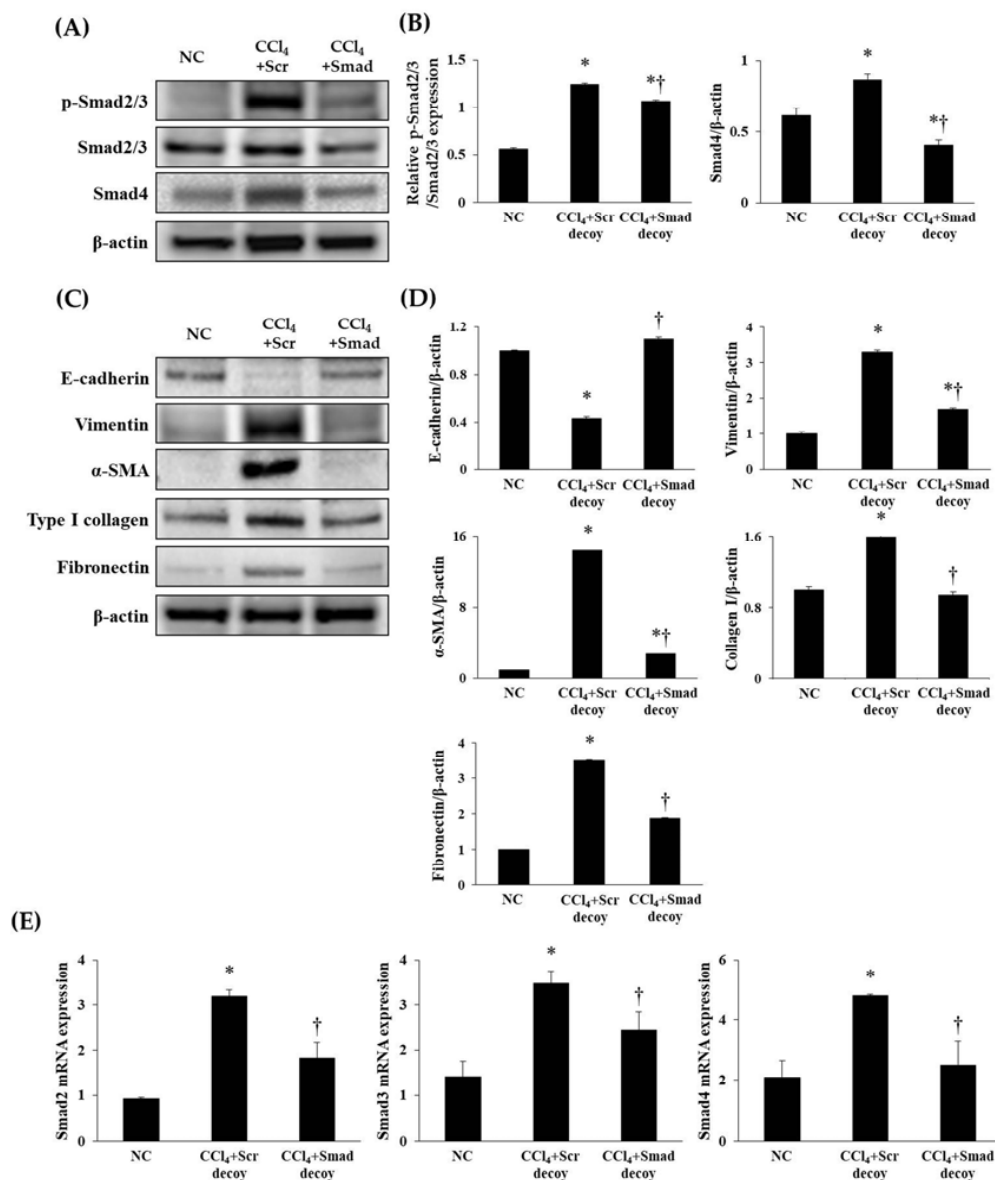 (A)
NC
CCl₄
+Scr
CCl₄
+Smad
p-Smad2/3
Smad2/3
Smad4
β-actin
(B)
Relative p-Smad2/3
/Smad2/3 expression
1.5
1
0.5
0
*
*†
NC
CCl₄+Scr
decoy
CCl₄+Smad
decoy
Smad4/β-actin
1
0.5
0
*
*†
NC
CCl₄+Scr
decoy
CCl₄+Smad
decoy
(C)
NC
CCl₄
+Scr
CCl₄
+Smad
E-cadherin
Vimentin
α-SMA
Type I collagen
Fibronectin
β-actin
(D)
E-cadherin/β-actin
1.2
0.8
0.4
0
*
†
NC
CCl₄+Scr
decoy
CCl₄+Smad
decoy
Vimentin/β-actin
4
3
2
1
0
*
*†
NC
CCl₄+Scr
decoy
CCl₄+Smad
decoy
α-SMA/β-actin
16
8
0
*
*†
NC
CCl₄+Scr
decoy
CCl₄+Smad
decoy
Collagen I/β-actin
1.6
0.8
0
*
†
NC
CCl₄+Scr
decoy
CCl₄+Smad
decoy
Fibronectin/β-actin
4
3
2
1
0
*
†
NC
CCl₄+Scr
decoy
CCl₄+Smad
decoy
(E)
Smad2 mRNA expression
4
3
2
1
0
*
†
NC
CCl₄+Scr
decoy
CCl₄+Smad
decoy
Smad3 mRNA expression
4
3
2
1
0
*
†
NC
CCl₄+Scr
decoy
CCl₄+Smad
decoy
Smad4 mRNA expression
6
4
2
0
*
†
NC
CCl₄+Scr
decoy
CCl₄+Smad
decoy